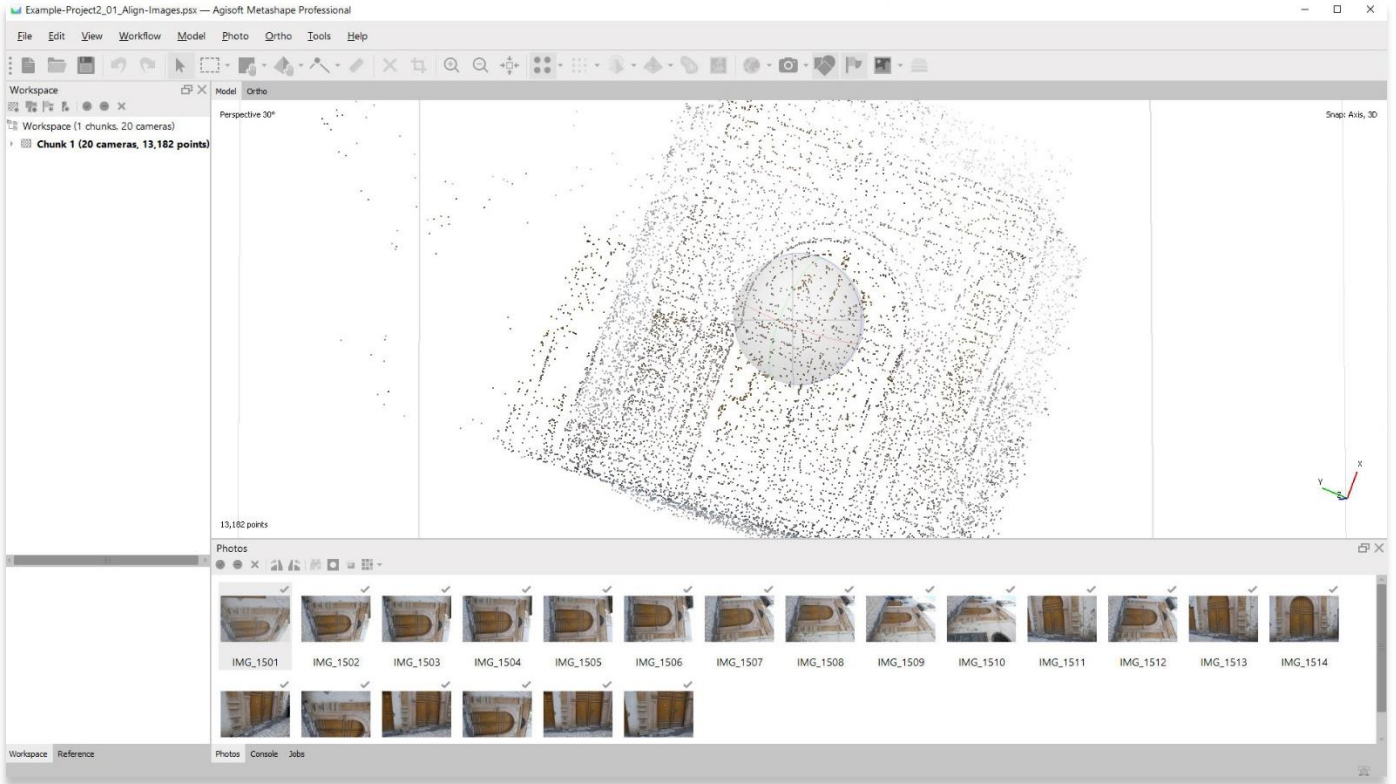 Example-Project2_01_Align-Images.psx — Agisoft Metashape Professional
File Edit View Workflow Model Photo Ortho Tools Help
Workspace
Model Ortho
Workspace (1 chunks, 20 cameras)
Chunk 1 (20 cameras, 13,182 points)
Perspective 30°
Snap: Axis, 3D
X
Y
Z
13,182 points
Photos
IMG_1501 IMG_1502 IMG_1503 IMG_1504 IMG_1505 IMG_1506 IMG_1507 IMG_1508 IMG_1509 IMG_1510 IMG_1511 IMG_1512 IMG_1513 IMG_1514
Workspace Reference
Photos Console Jobs